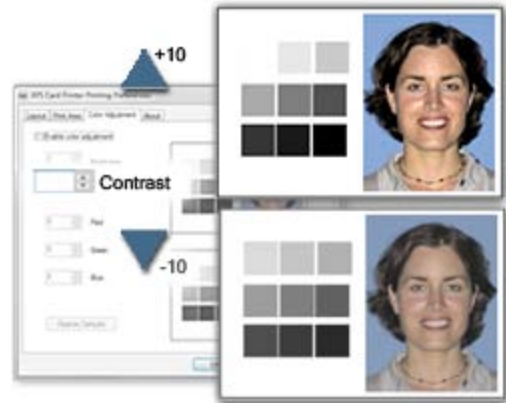 +10
XPS Card Printer Printing Preferences
Layout Print Area Color Adjustment About
Enable color adjustment
Contrast
Red
Green
-10
Blue
Restore Defaults